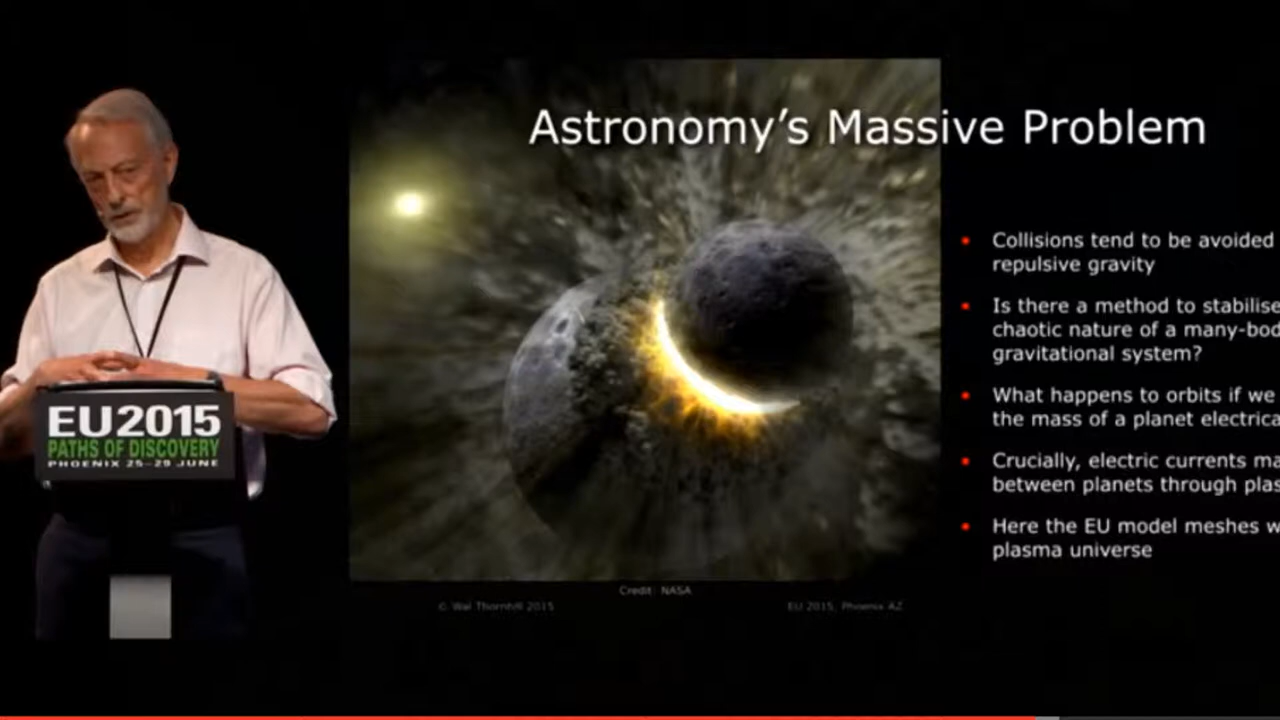 Astronomy's Massive Problem
Collisions tend to be avoided
repulsive gravity
Is there a method to stabilise
chaotic nature of a many-bod
gravitational system?
What happens to orbits if we
the mass of a planet electrica
Crucially, electric currents ma
between planets through plas
Here the EU model meshes w
plasma universe
EU2015
PATHS OF DISCOVERY
PHOENIX 25–29 JUNE
Credit: NASA
© Wal Thornhill 2015
EU 2015, Phoenix AZ